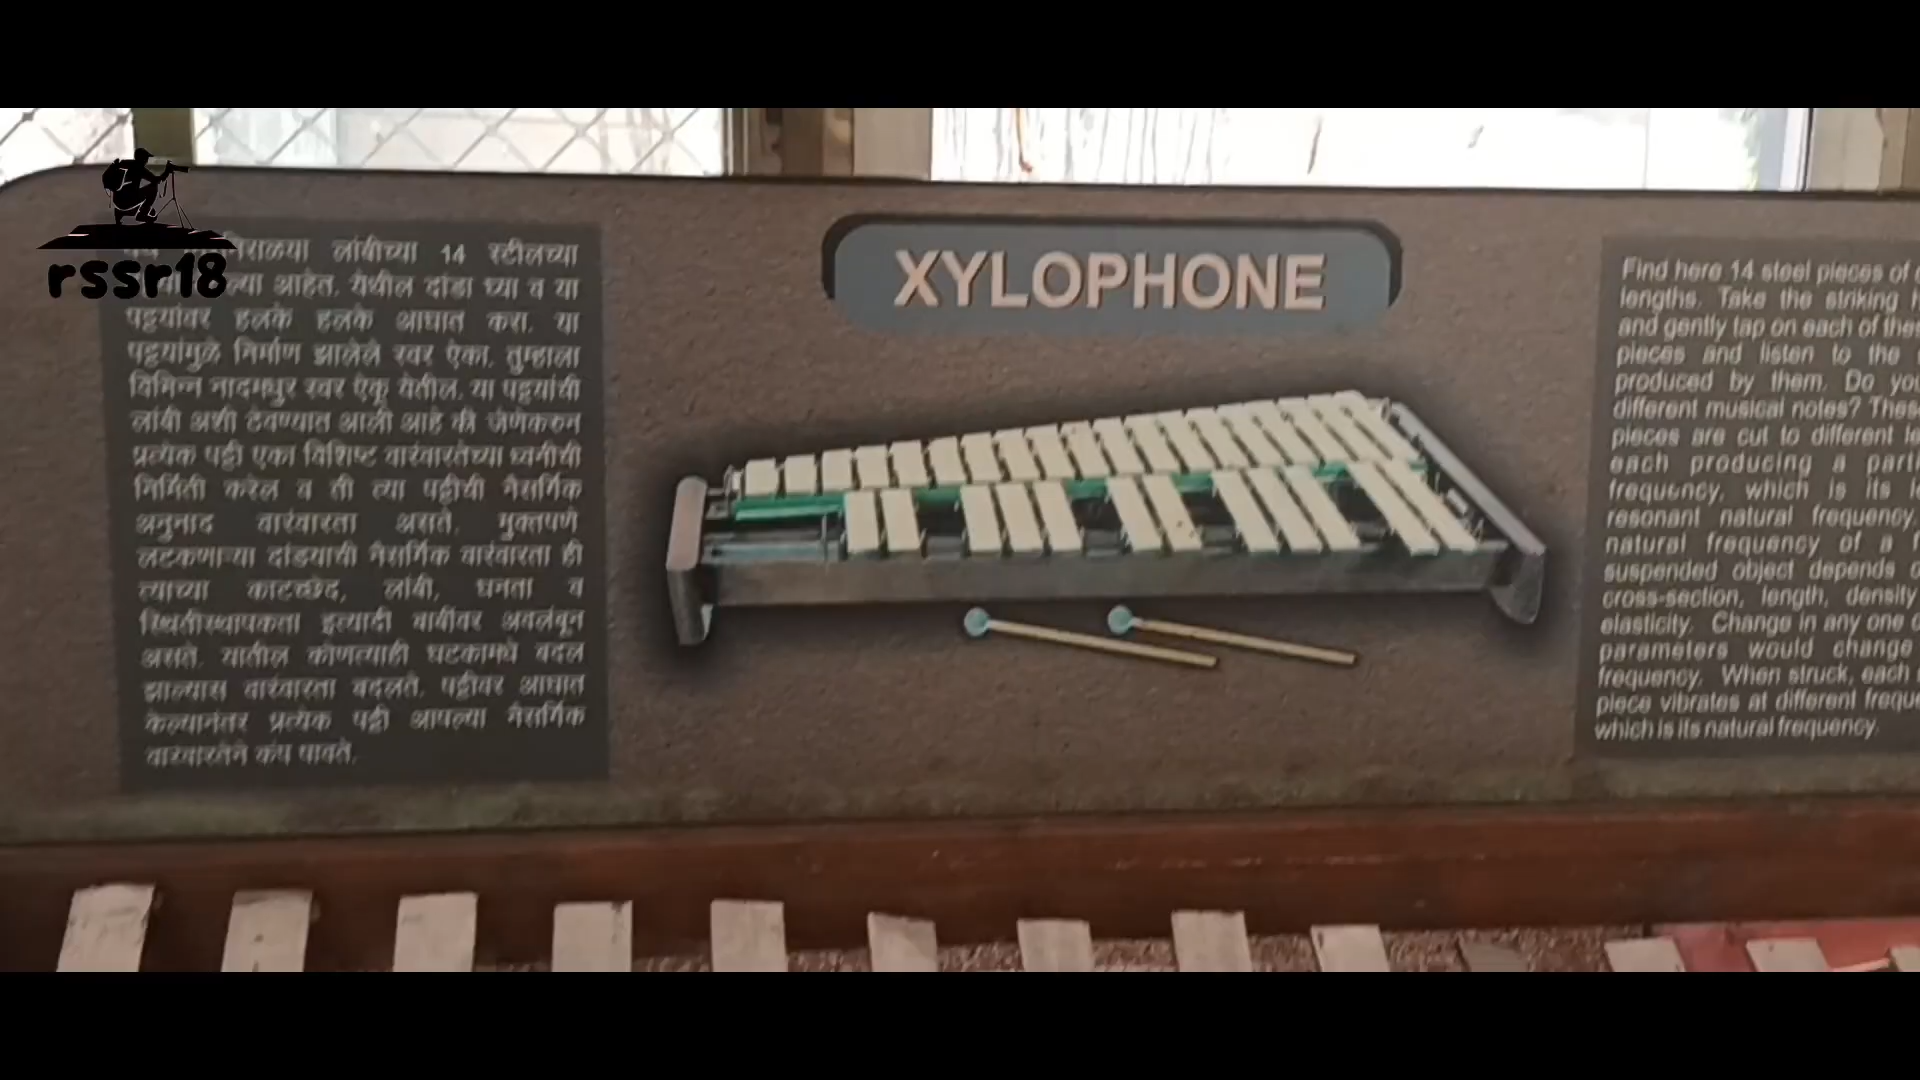 rssr18
लांबीच्या 14 स्टीलच्या
आहेत. येथील दांडा घ्या व या
पट्टयांवर हलके हलके आघात करा. या
पट्टयांमुळे निर्माण झालेले स्वर ऐका. तुम्हाला
विभिन्न नादमधुर स्वर ऐकू येतील. या पट्टयांची
लांबी अशी ठेवण्यात आली आहे की जेणेकरुन
प्रत्येक पट्टी एका विशिष्ट वारंवारतेच्या ध्वनीची
निर्मिती करेल व ती त्या पट्टीची नैसर्गिक
अनुनाद वारंवारता असते. मुक्तपणे
लटकणाऱ्या दांडयाची नैसर्गिक वारंवारता ही
त्याच्या काटच्छेद, लांबी, घनता व
स्थितीस्थापकता इत्यादी बाबींवर अवलंबून
असते. यातील कोणत्याही घटकामधे बदल
झाल्यास वारंवारता बदलते. पट्टीवर आघात
केल्यानंतर प्रत्येक पट्टी आपल्या नैसर्गिक
वारंवारतेने कंप पावते.
XYLOPHONE
Find here 14 steel pieces of
lengths. Take the striking
and gently tap on each of
pieces and listen to the
produced by them. Do
different musical notes?
pieces are cut to different
each producing a
frequency, which is its
resonant natural frequency.
natural frequency of a
suspended object depends
cross-section, length, density
elasticity. Change in any one
parameters would change
frequency. When struck, each
piece vibrates at different
which is its natural frequency.